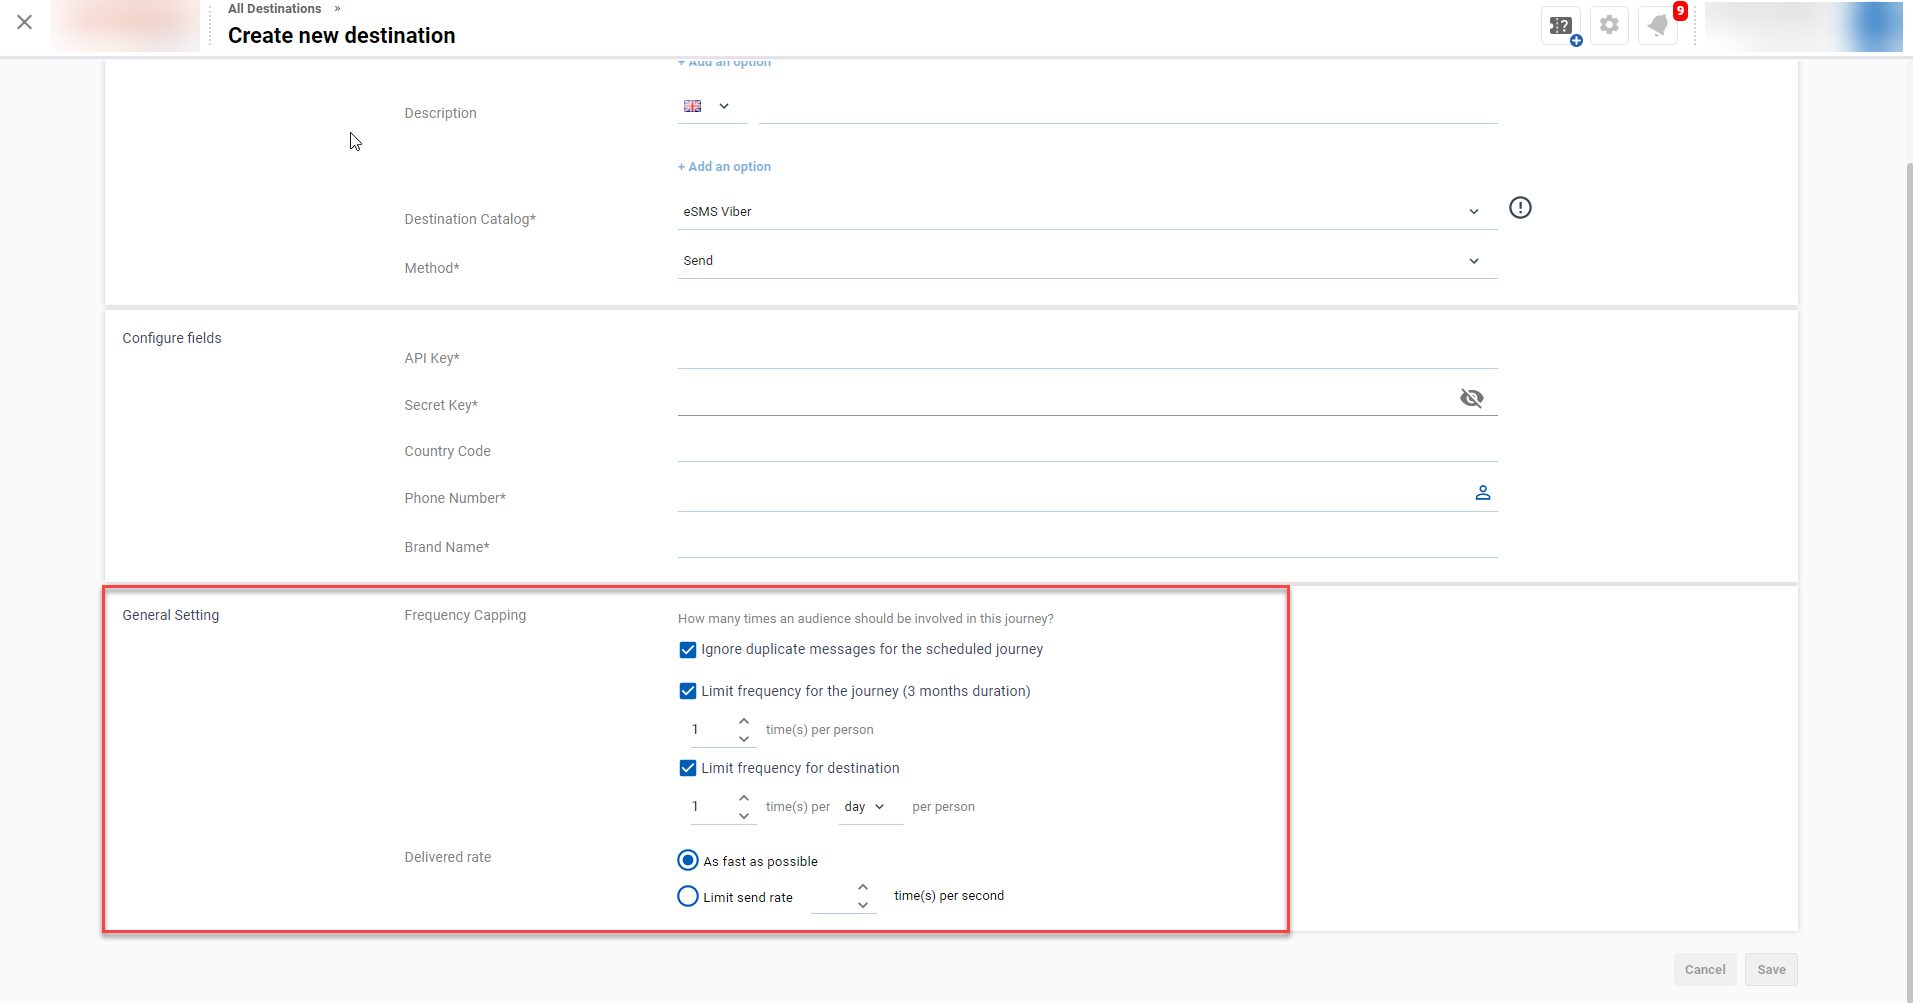 All Destinations »
Create new destination
9
+ Add an option
Description
+ Add an option
Destination Catalog*
eSMS Viber
Method*
Send
Configure fields
API Key*
Secret Key*
Country Code
Phone Number*
Brand Name*
General Setting
Frequency Capping
How many times an audience should be involved in this journey?
Ignore duplicate messages for the scheduled journey
Limit frequency for the journey (3 months duration)
1 time(s) per person
Limit frequency for destination
1 time(s) per day per person
Delivered rate
As fast as possible
Limit send rate time(s) per second
Cancel
Save